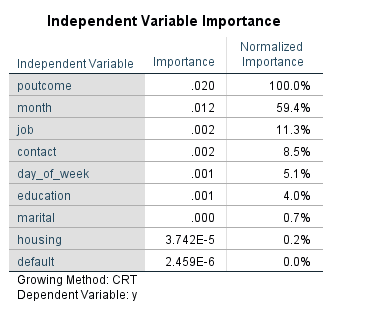 Independent Variable Importance
Independent Variable Importance Normalized Importance
poutcome .020 100.0%
month .012 59.4%
job .002 11.3%
contact .002 8.5%
day_of_week .001 5.1%
education .001 4.0%
marital .000 0.7%
housing 3.742E-5 0.2%
default 2.459E-6 0.0%
Growing Method: CRT
Dependent Variable: y